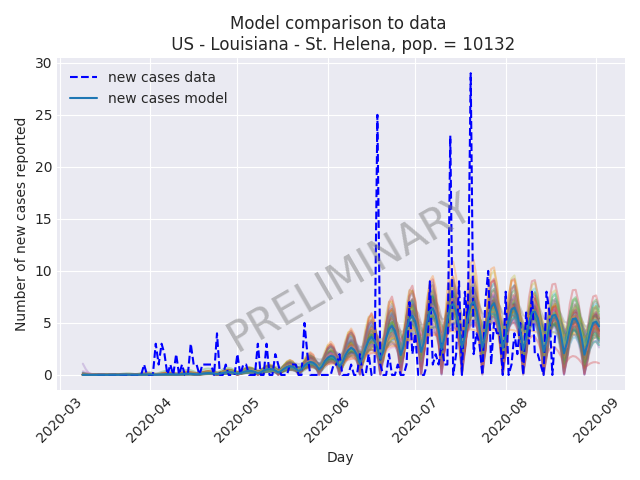 Model comparison to data
US - Louisiana - St. Helena, pop. = 10132
30
25
20
15
10
5
0
Number of new cases reported
new cases data
new cases model
PRELIMINARY
2020-03
2020-04
2020-05
2020-06
2020-07
2020-08
2020-09
Day